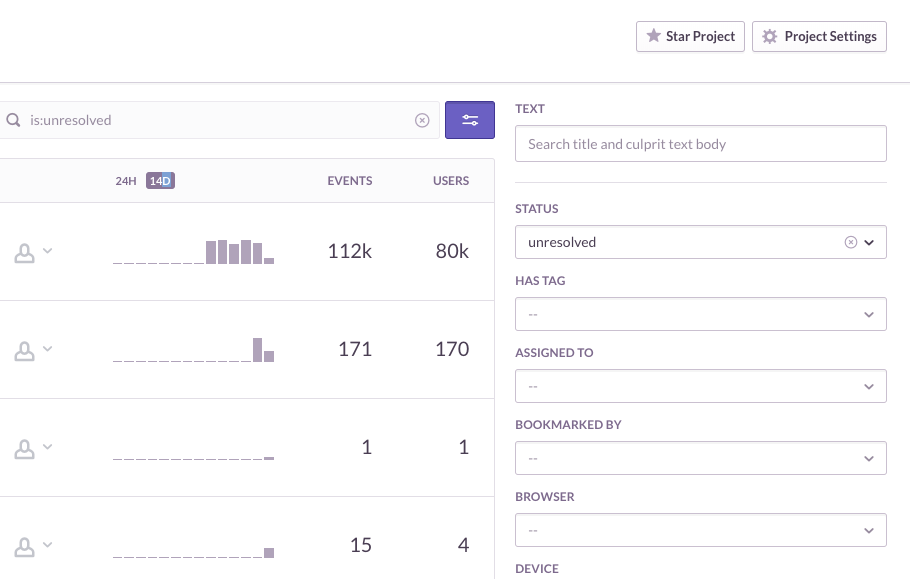 Star Project
Project Settings
is:unresolved
24H 14D EVENTS USERS
112k 80k
171 170
1 1
15 4
TEXT
Search title and culprit text body
STATUS
unresolved
HAS TAG
--
ASSIGNED TO
--
BOOKMARKED BY
--
BROWSER
--
DEVICE